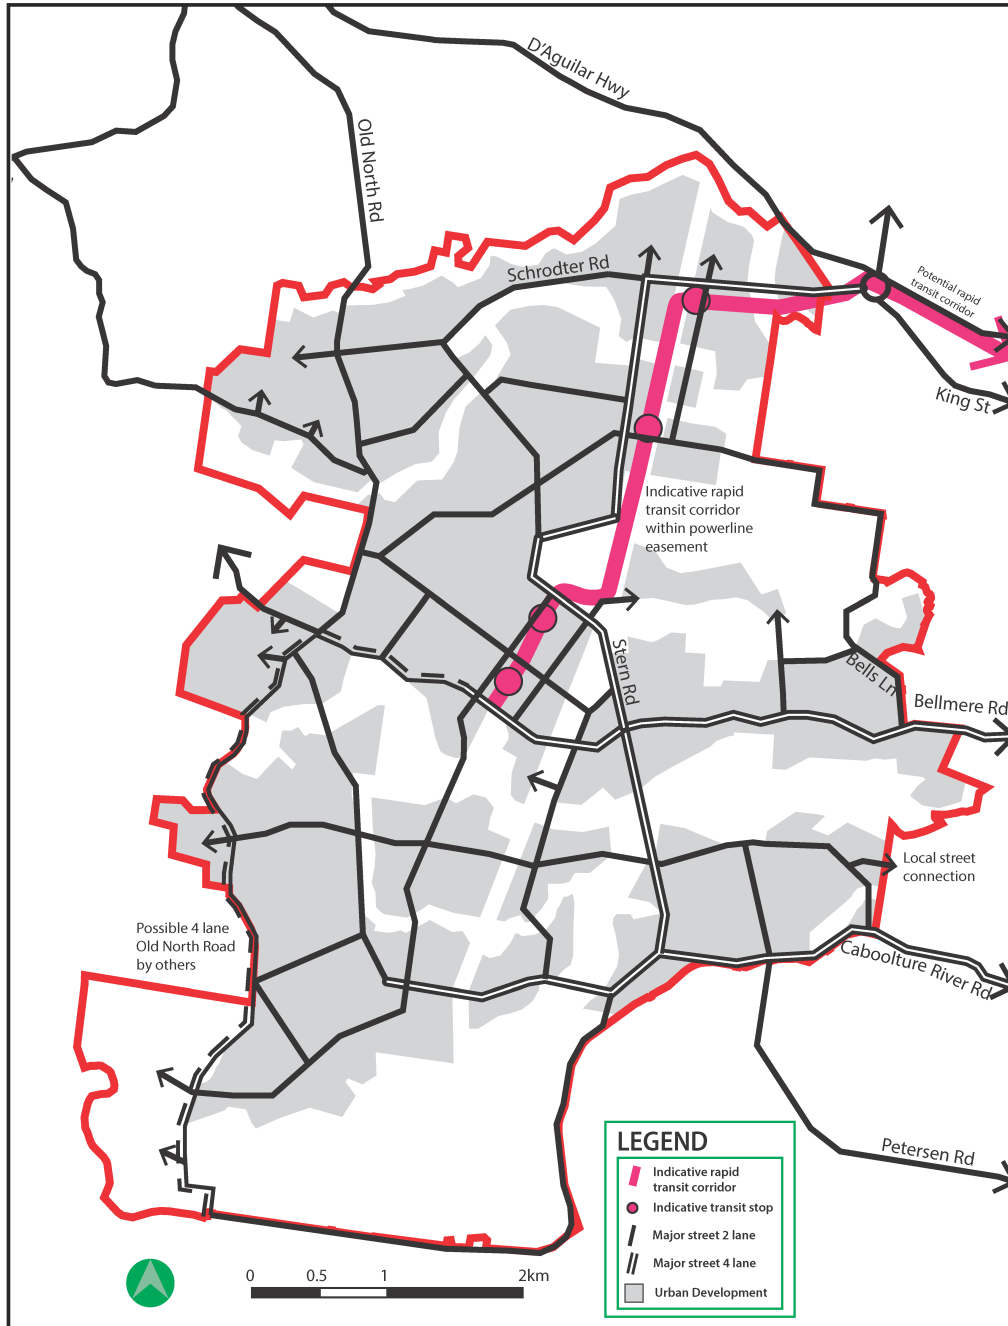 D'Aguilar Hwy
Old North Rd
Schrodter Rd
Potential rapid
transit corridor
King St
Indicative rapid
transit corridor
within powerline
easement
Stern Rd
Bells Ln
Bellmere Rd
Local street
connection
Possible 4 lane
Old North Road
by others
Caboolture River Rd
Petersen Rd
LEGEND
Indicative rapid
transit corridor
Indicative transit stop
Major street 2 lane
Major street 4 lane
Urban Development
0 0.5 1 2km